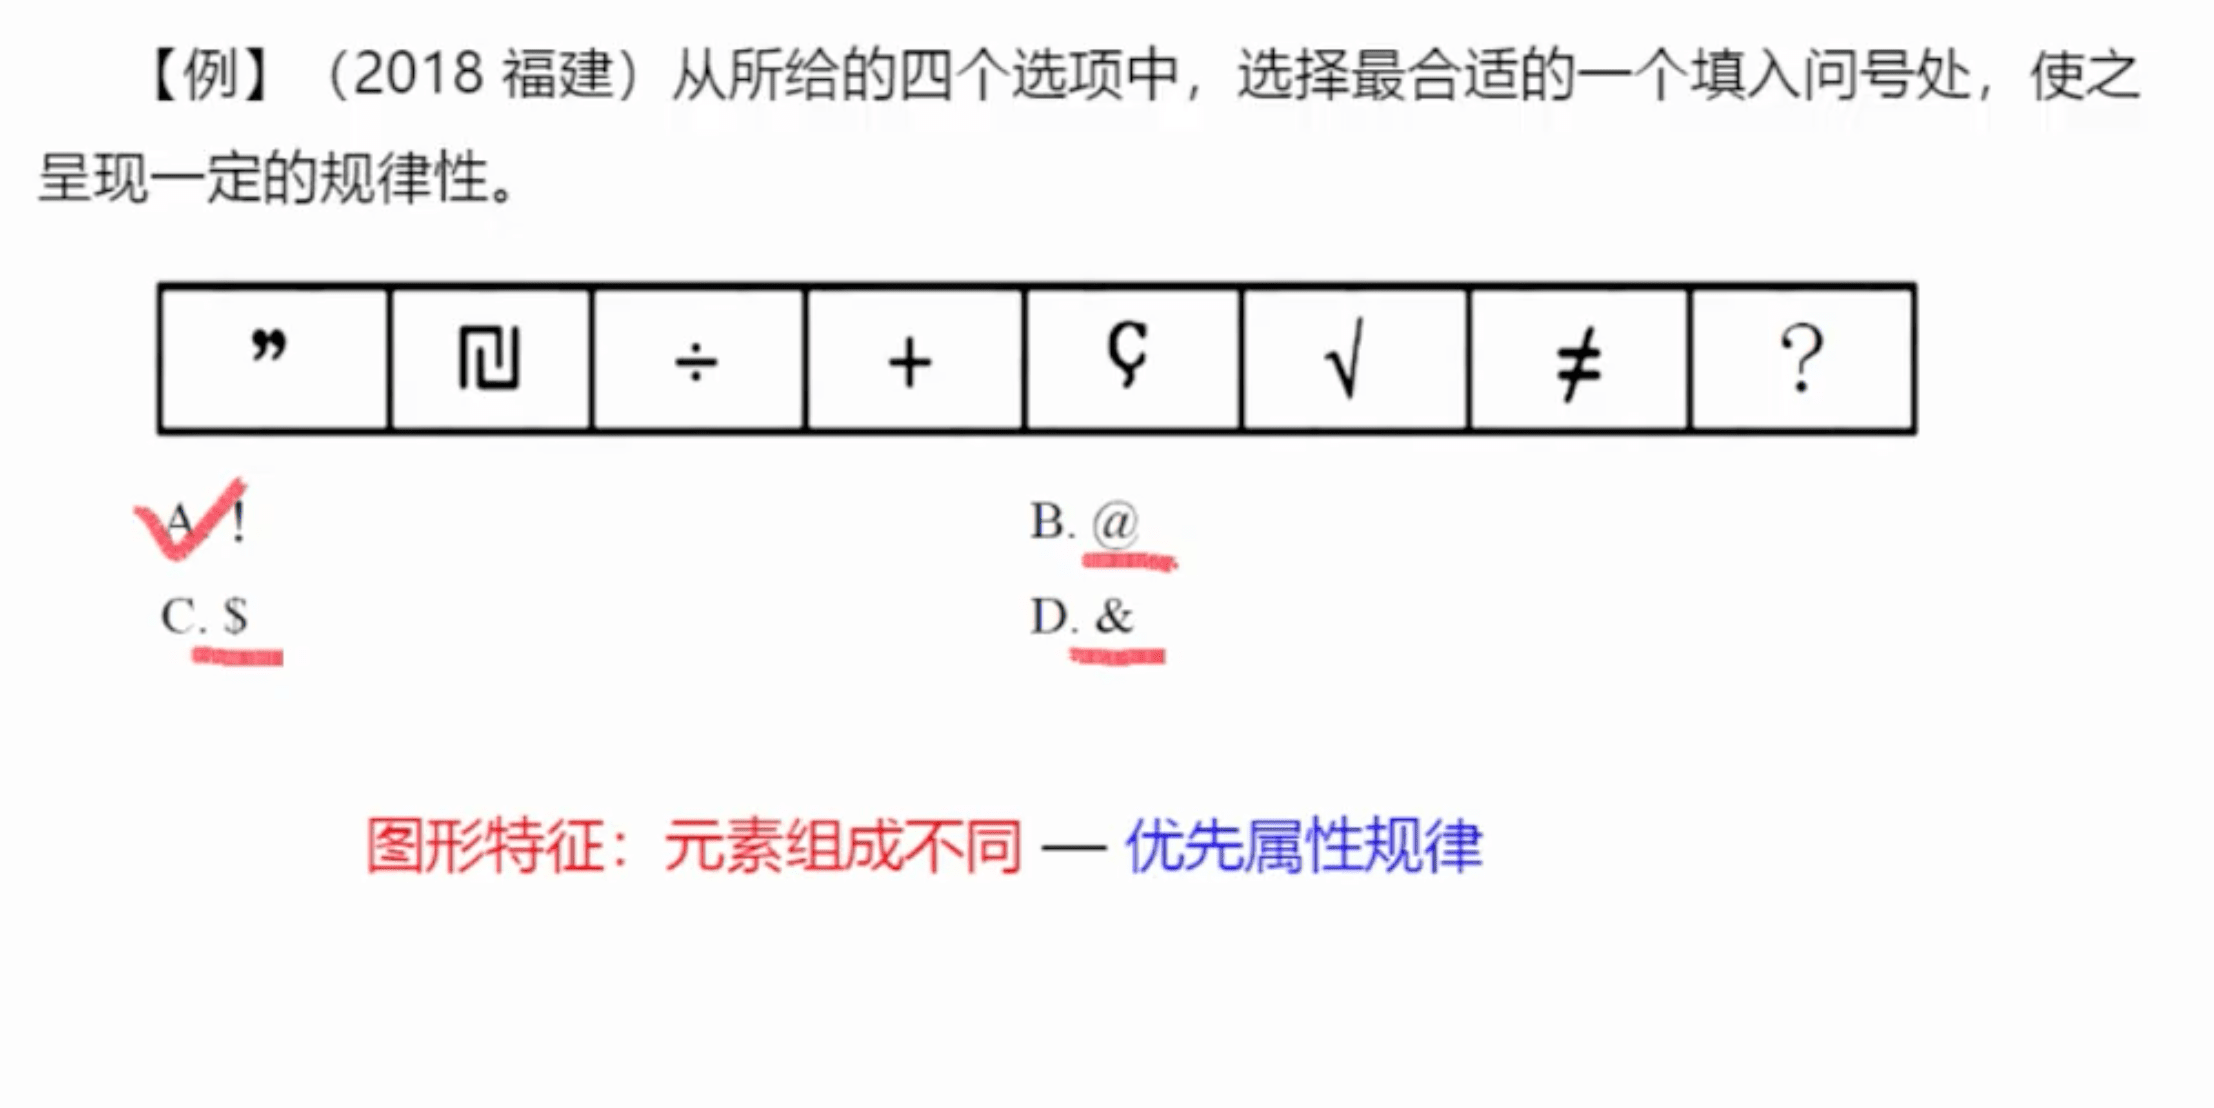 【例】（2018 福建）从所给的四个选项中，选择最合适的一个填入问号处，使之
呈现一定的规律性。
” ₪ ÷ + ç √ ≠ ?
A. !
B. @
C. $
D. &
图形特征：元素组成不同 — 优先属性规律